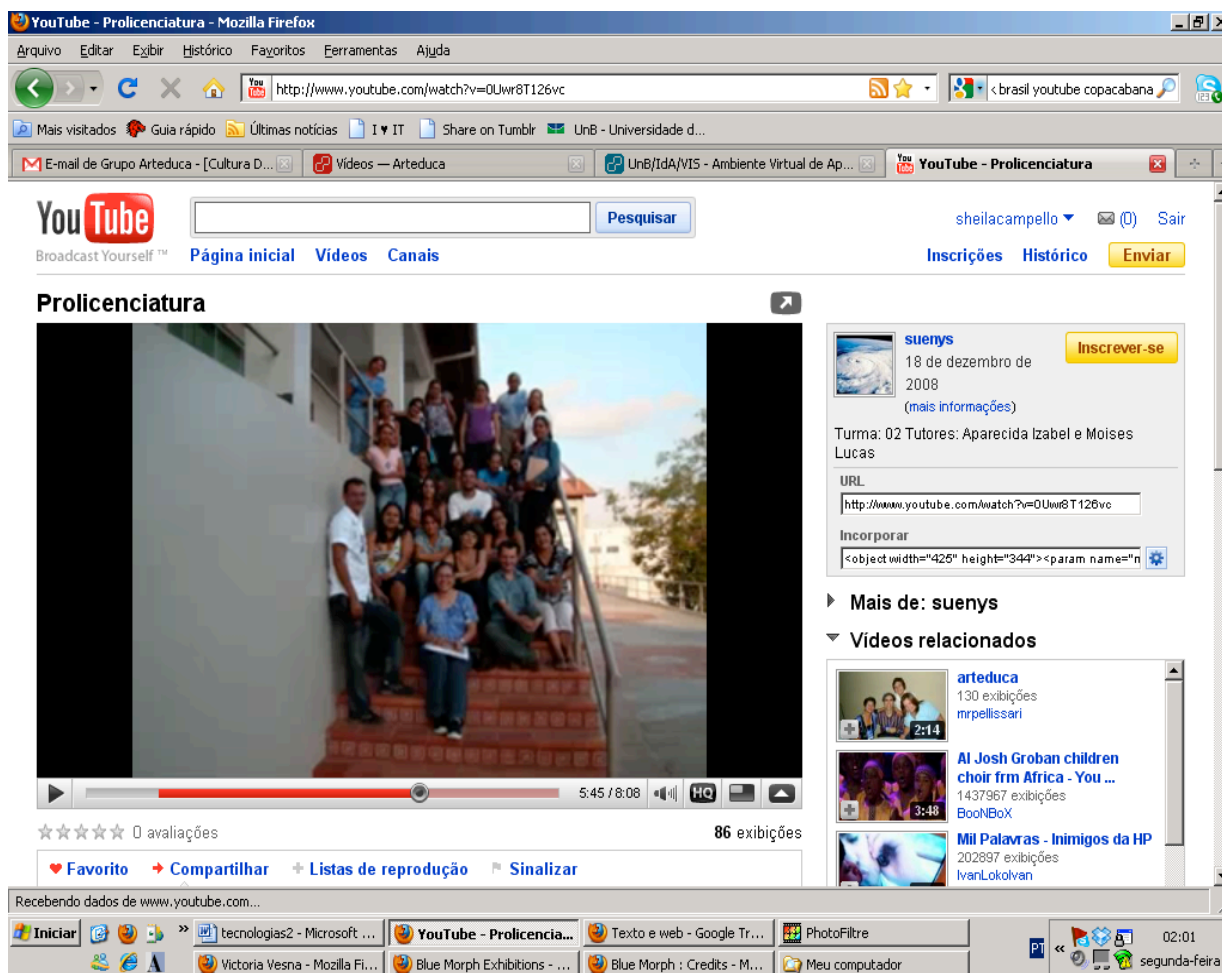 YouTube - Prolicenciatura - Mozilla Firefox
Arquivo Editar Exibir Histórico Favoritos Ferramentas Ajuda
You Tube http://www.youtube.com/watch?v=0Uwr8T126vc < brasil youtube copacabana
Mais visitados Guia rápido Últimas notícias I ♥ IT Share on Tumblr UnB - Universidade d...
E-mail de Grupo Arteduca - [Cultura D... Vídeos — Arteduca UnB/IdA/VIS - Ambiente Virtual de Ap... YouTube - Prolicenciatura
You Tube Pesquisar sheilacampello (0) Sair
Broadcast Yourself ™ Página inicial Vídeos Canais Inscrições Histórico Enviar
Prolicenciatura
suenys Inscrever-se
18 de dezembro de
2008
(mais informações)
Turma: 02 Tutores: Aparecida Izabel e Moises
Lucas
URL
http://www.youtube.com/watch?v=0Uwr8T126vc
Incorporar
<object width="425" height="344"><param name="n
Mais de: suenys
Vídeos relacionados
arteduca
130 exibições
mrpellissari
2:14
Al Josh Groban children
choir frm Africa - You ...
1437967 exibições
BooNBoX
3:48
Mil Palavras - Inimigos da HP
202897 exibições
IvanLokoIvan
5:45 / 8:08 HQ
0 avaliações 86 exibições
Favorito Compartilhar Listas de reprodução Sinalizar
Recebendo dados de www.youtube.com...
Iniciar » tecnologias2 - Microsoft ... YouTube - Prolicencia... Texto e web - Google Tr... PhotoFiltre PT « 02:01
Victoria Vesna - Mozilla Fi... Blue Morph Exhibitions - ... Blue Morph : Credits - M... Meu computador segunda-feira